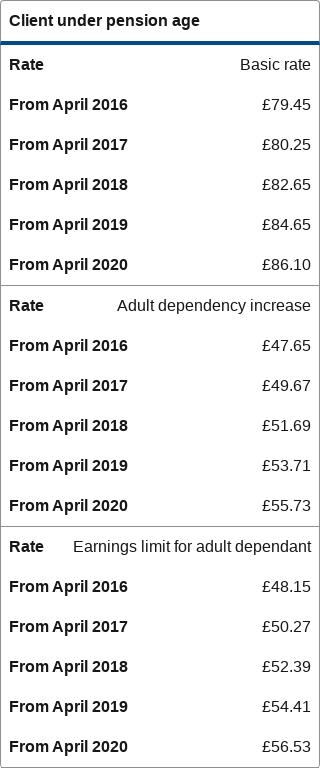 Client under pension age
Rate Basic rate
From April 2016 £79.45
From April 2017 £80.25
From April 2018 £82.65
From April 2019 £84.65
From April 2020 £86.10
Rate Adult dependency increase
From April 2016 £47.65
From April 2017 £49.67
From April 2018 £51.69
From April 2019 £53.71
From April 2020 £55.73
Rate Earnings limit for adult dependant
From April 2016 £48.15
From April 2017 £50.27
From April 2018 £52.39
From April 2019 £54.41
From April 2020 £56.53